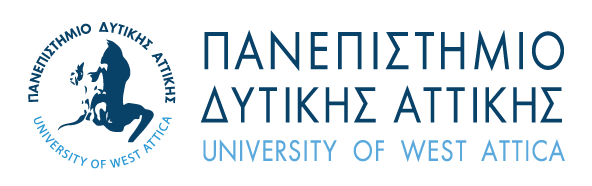 ΠΑΝΕΠΙΣΤΗΜΙΟ ΔΥΤΙΚΗΣ ΑΤΤΙΚΗΣ
UNIVERSITY OF WEST ATTICA
ΠΑΝΕΠΙΣΤΗΜΙΟ
ΔΥΤΙΚΗΣ ΑΤΤΙΚΗΣ
UNIVERSITY OF WEST ATTICA